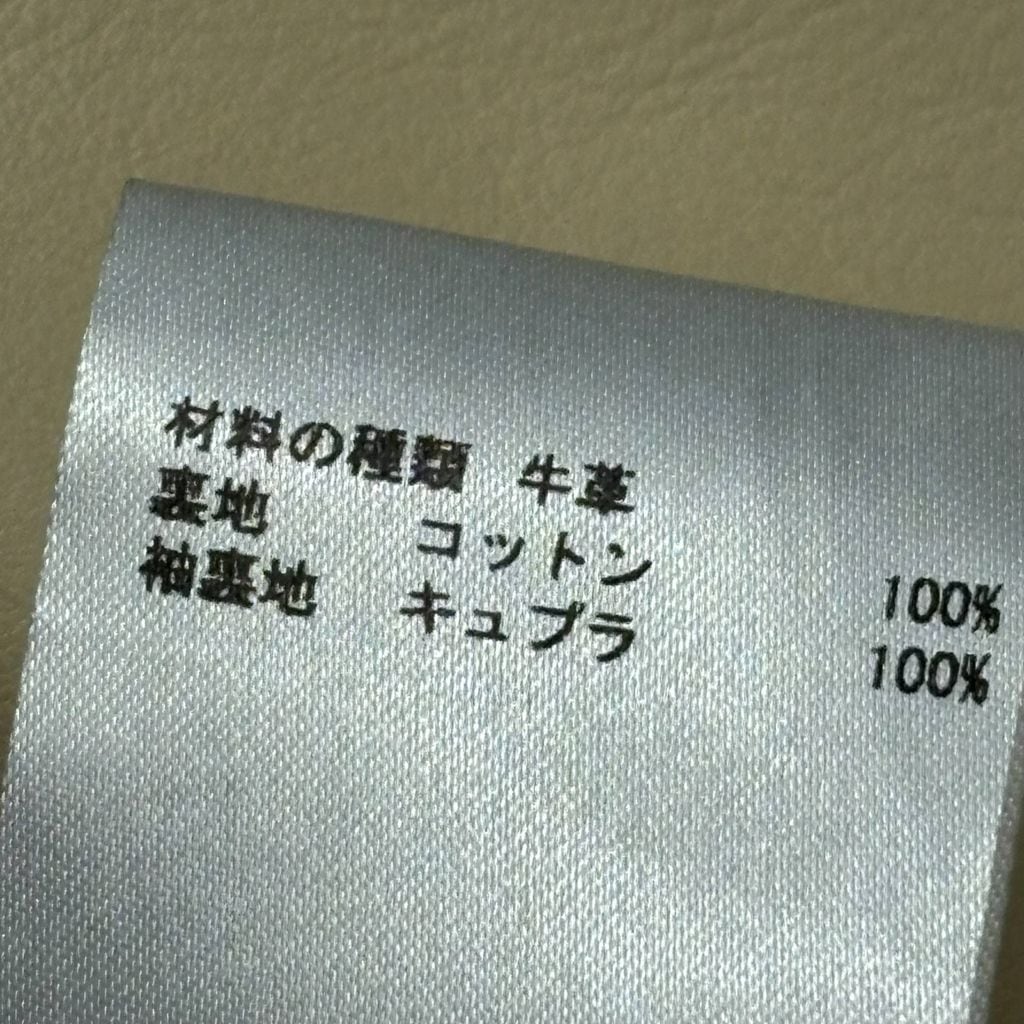 材料の種類 牛革
裏地 コットン 100%
袖裏地 キュプラ 100%